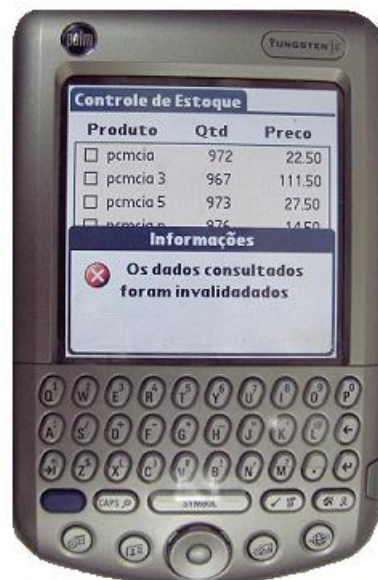 palm
TUNGSTEN | C
Controle de Estoque
Produto Qtd Preco
pcmcia 972 22.50
pcmcia 3 967 111.50
pcmcia 5 973 27.50
Informações
Os dados consultados
foram invalidadados
Q W E R T Y U I O P
A S D F G H J K L
Z X C V B N M .
CAPS SYMBOL